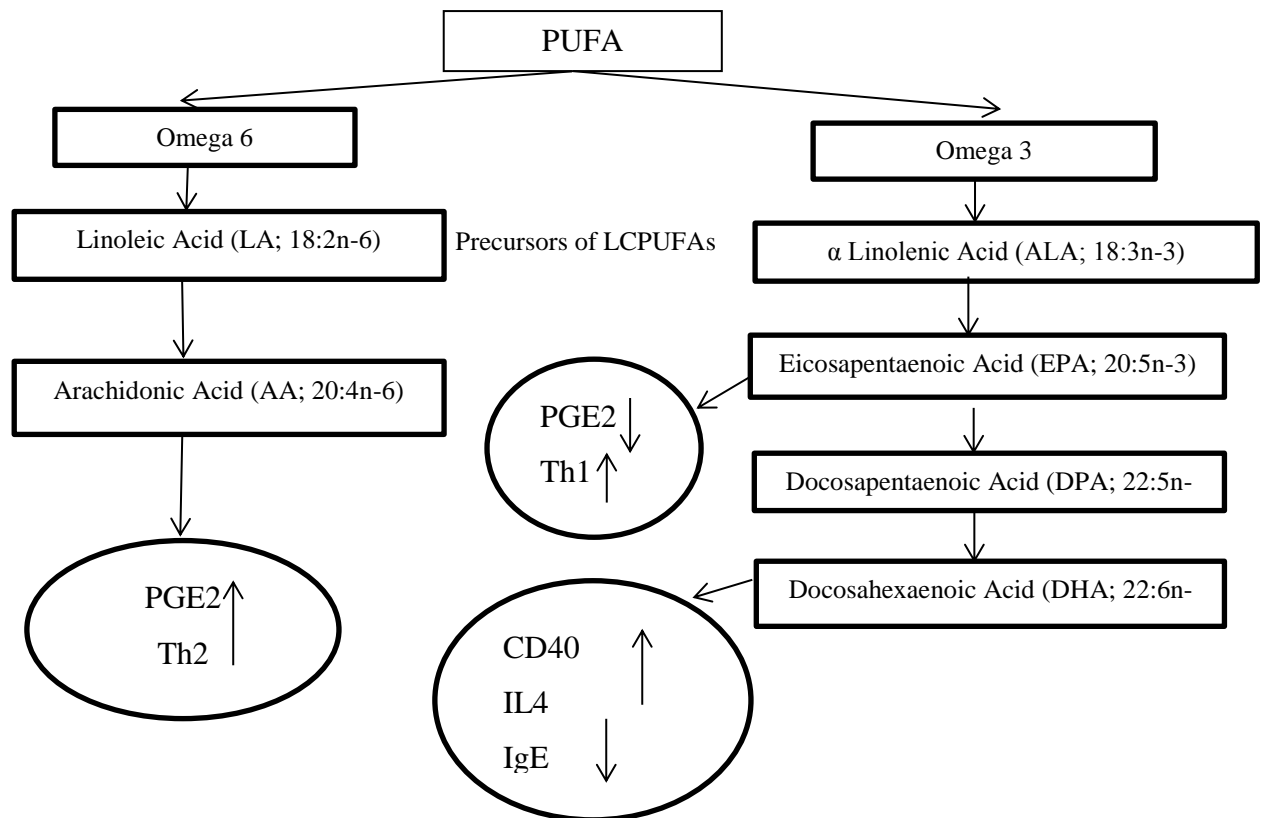 PUFA
Omega 6
Omega 3
Linoleic Acid (LA; 18:2n-6)
Precursors of LCPUFAs
α Linolenic Acid (ALA; 18:3n-3)
Eicosapentaenoic Acid (EPA; 20:5n-3)
Arachidonic Acid (AA; 20:4n-6)
PGE2
Th1
Docosapentaenoic Acid (DPA; 22:5n-
Docosahexaenoic Acid (DHA; 22:6n-
PGE2
Th2
CD40
IL4
IgE